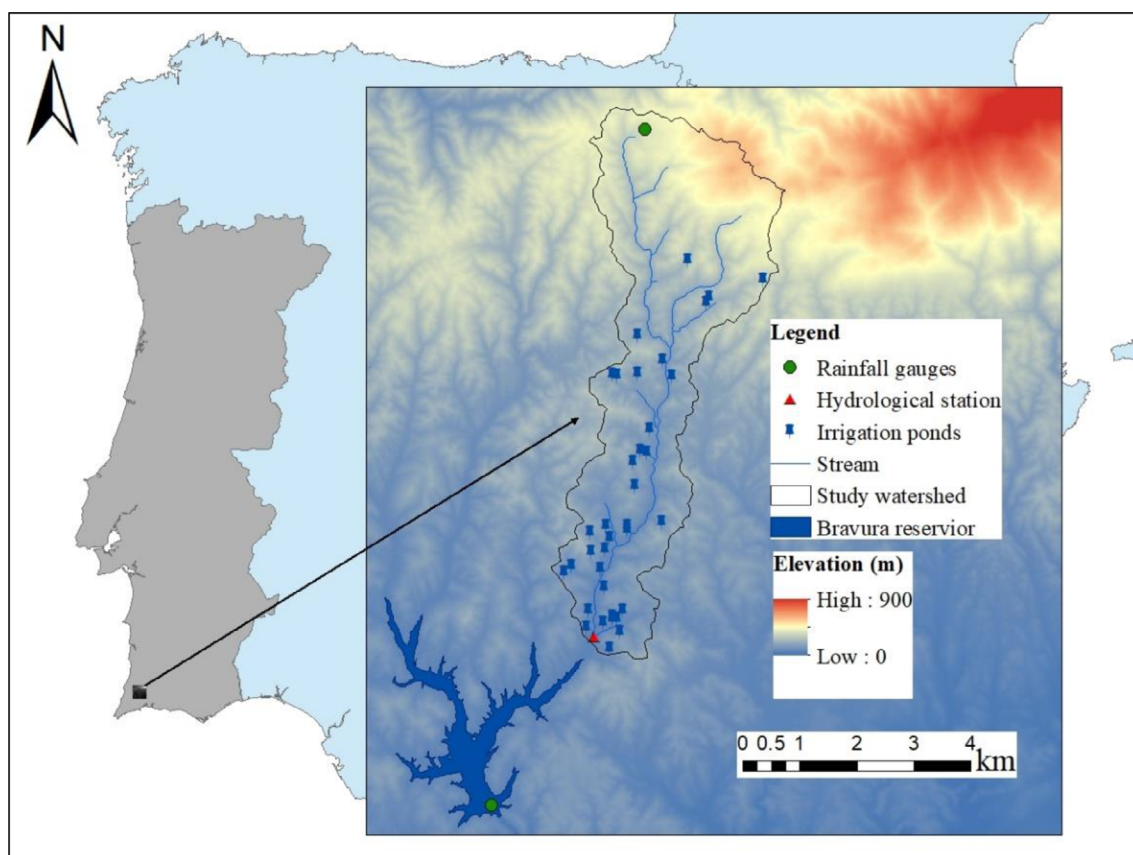 N
Legend
Rainfall gauges
Hydrological station
Irrigation ponds
Stream
Study watershed
Bravura reservior
Elevation (m)
High : 900
Low : 0
0 0.5 1 2 3 4
km